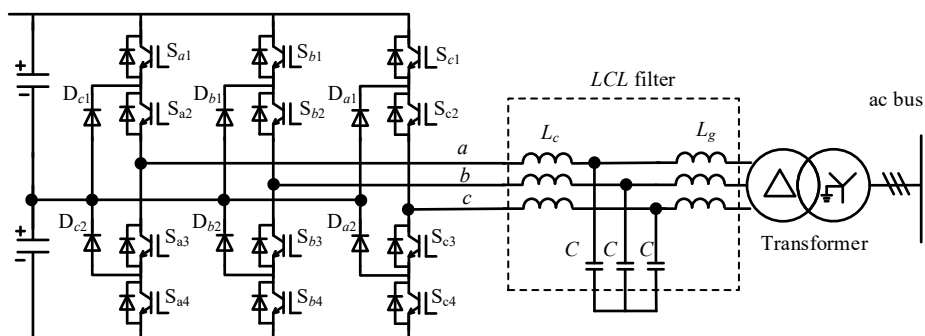 S_a1 S_b1 S_c1
LCL filter
D_c1 D_b1 D_a1
ac bus
S_a2 S_b2 S_c2
L_c L_g
a
b
c
D_c2 D_b2 D_a2
S_a3 S_b3 S_c3
Transformer
C C C
S_a4 S_b4 S_c4